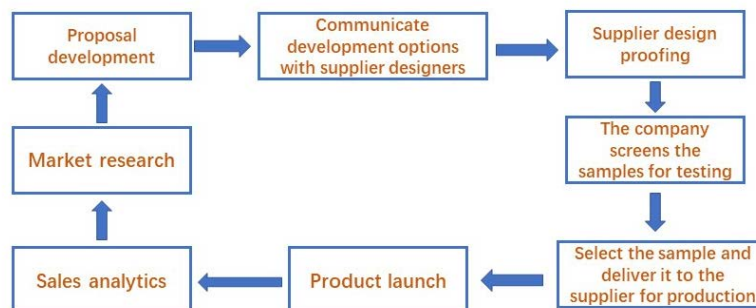 Proposal
development
Communicate
development options
with supplier designers
Supplier design
proofing
Market research
The company
screens the
samples for testing
Sales analytics
Product launch
Select the sample and
deliver it to the
supplier for production